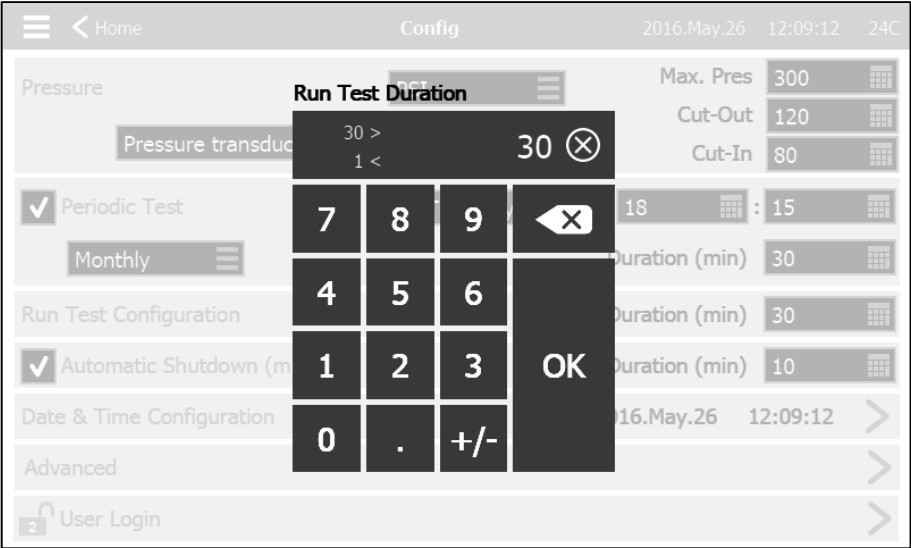 Home Config 2016.May.26 12:09:12 24C
Pressure Max. Pres 300
Run Test Duration
Cut-Out 120
Pressure transduc Cut-In 80
30 >
1 <
30
Periodic Test 18 : 15
7 8 9
Monthly Duration (min) 30
4 5 6
Run Test Configuration Duration (min) 30
Automatic Shutdown (m Duration (min) 10
1 2 3 OK
Date & Time Configuration 016.May.26 12:09:12
0 . +/-
Advanced
2 User Login